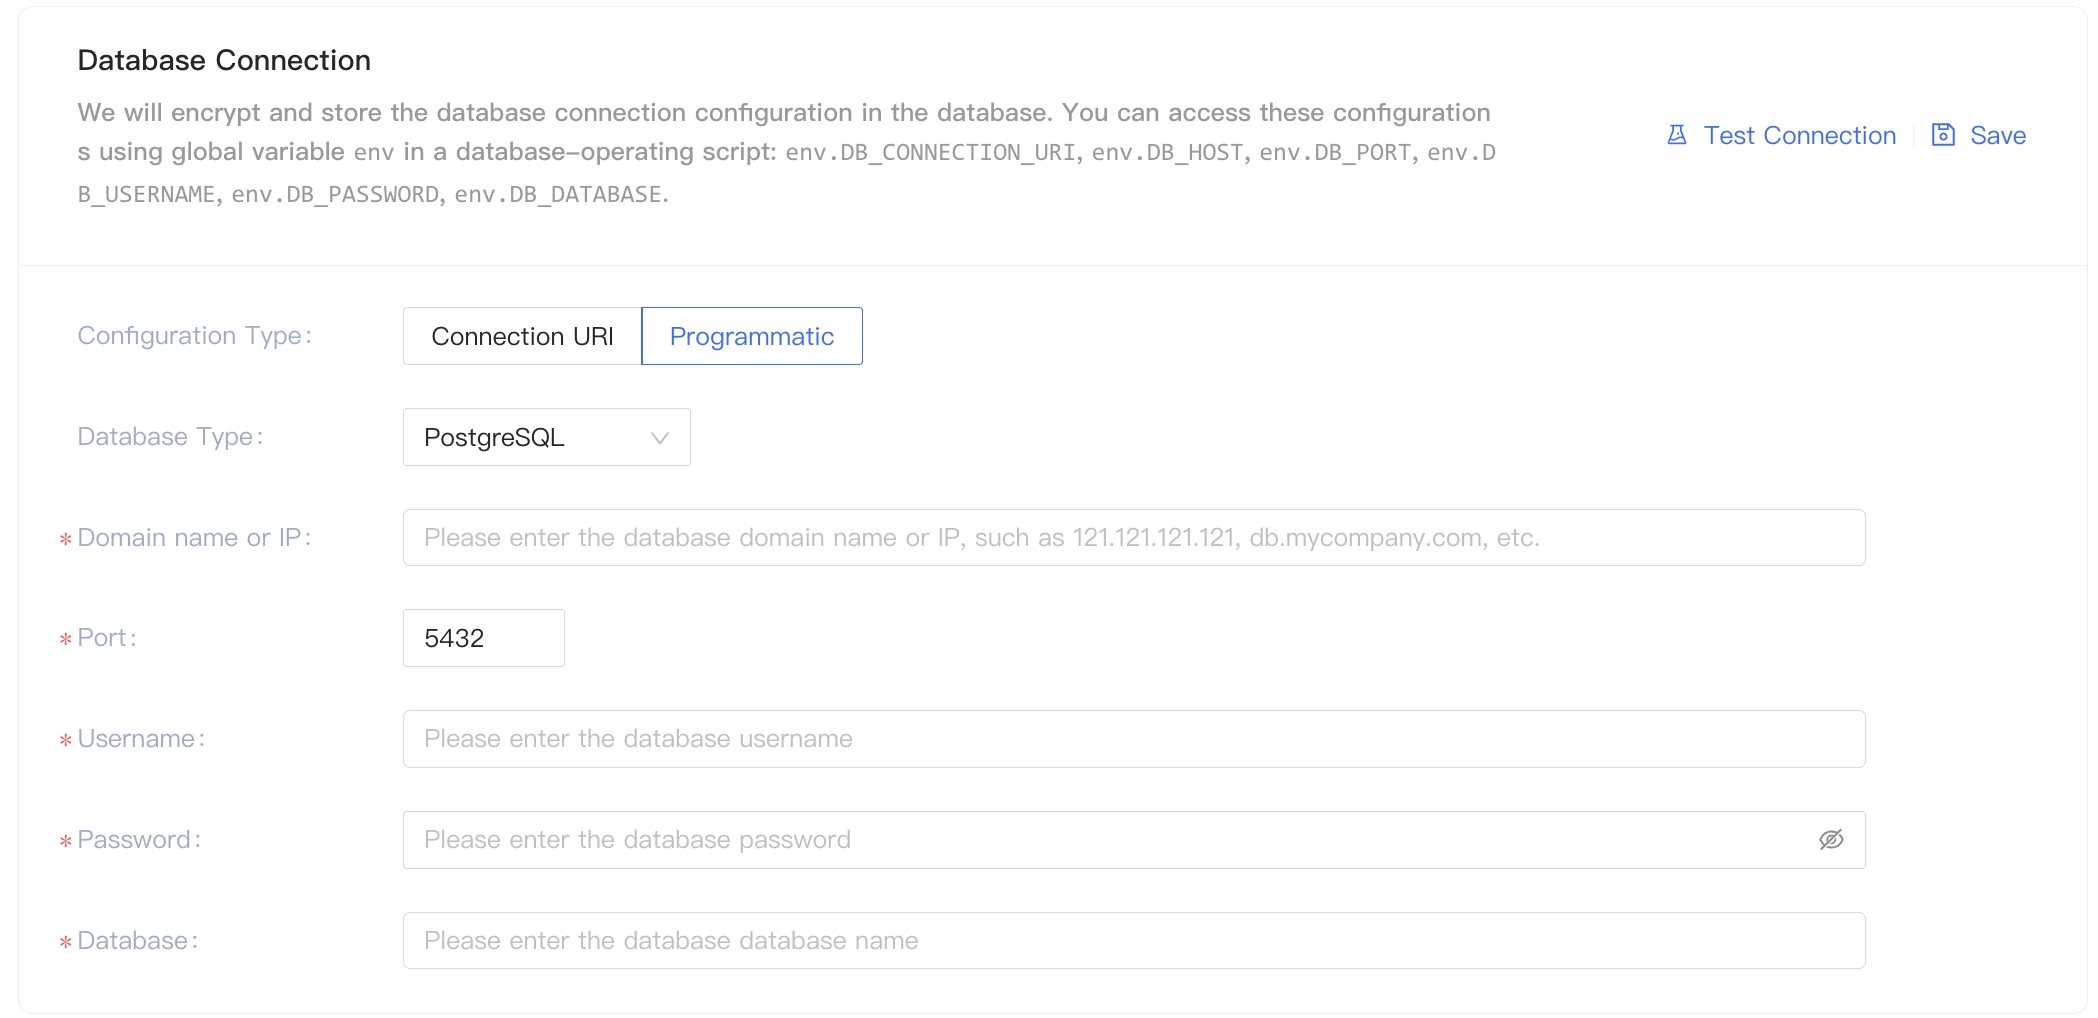 Database Connection
We will encrypt and store the database connection configuration in the database. You can access these configuration
s using global variable env in a database-operating script: env.DB_CONNECTION_URI, env.DB_HOST, env.DB_PORT, env.D
B_USERNAME, env.DB_PASSWORD, env.DB_DATABASE.
Test Connection
Save
Configuration Type:
Connection URI
Programmatic
Database Type:
PostgreSQL
* Domain name or IP:
Please enter the database domain name or IP, such as 121.121.121.121, db.mycompany.com, etc.
* Port:
5432
* Username:
Please enter the database username
* Password:
Please enter the database password
* Database:
Please enter the database database name